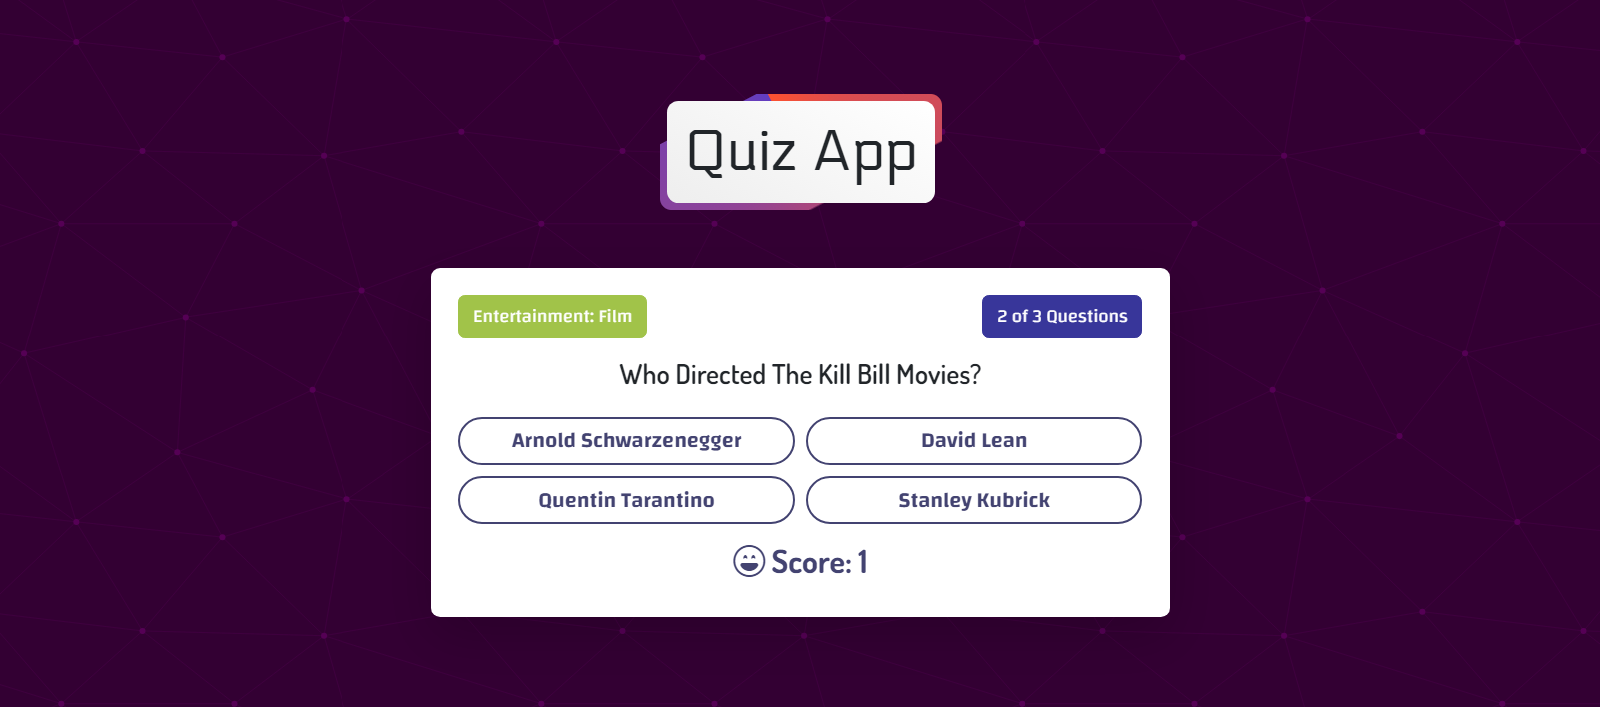 Quiz App
Entertainment: Film
2 of 3 Questions
Who Directed The Kill Bill Movies?
Arnold Schwarzenegger
David Lean
Quentin Tarantino
Stanley Kubrick
Score: 1